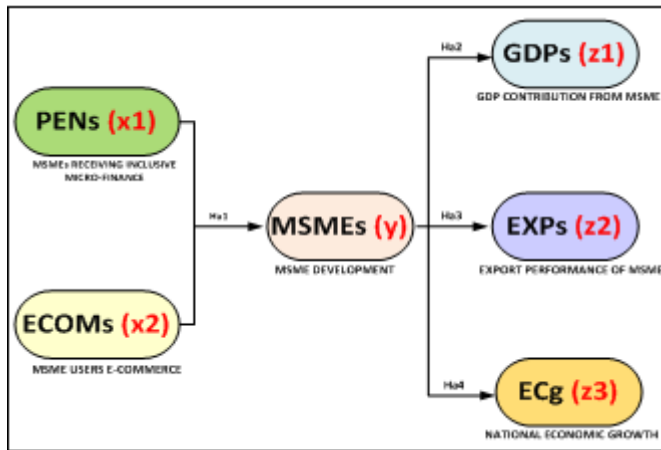 PENs (x1)
MSMEs RECEIVING INCLUSIVE
MICRO-FINANCE
ECOMs (x2)
MSME USERS E-COMMERCE
Ha1
MSMEs (y)
MSME DEVELOPMENT
Ha2
GDPs (z1)
GDP CONTRIBUTION FROM MSME
Ha3
EXPs (z2)
EXPORT PERFORMANCE OF MSME
Ha4
ECg (z3)
NATIONAL ECONOMIC GROWTH